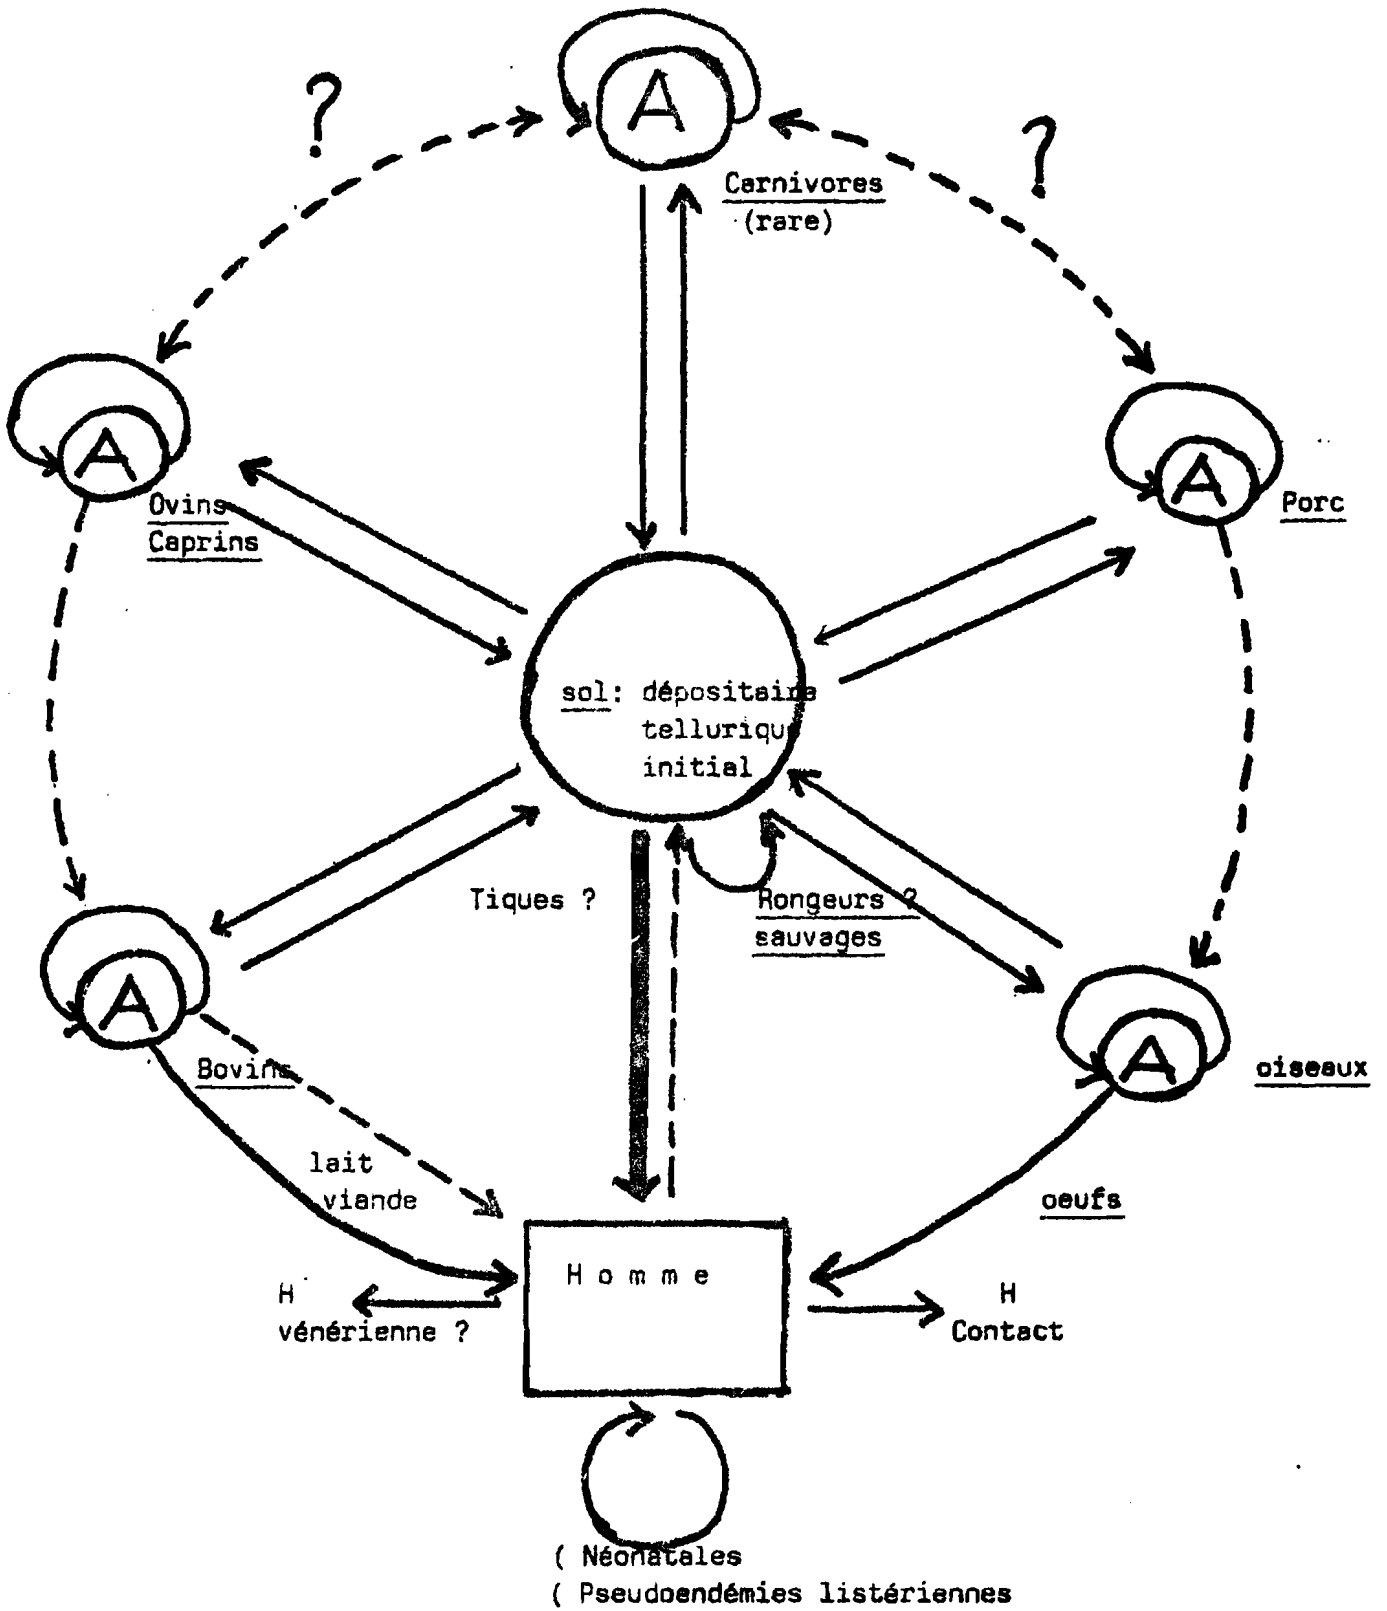 ?
A
?
Carnivores
(rare)
A
Ovins
Caprins
A
Porc
sol: dépositaire
tellurique
initial
Tiques ?
Rongeurs ?
sauvages
A
Bovins
A
oiseaux
lait
viande
oeufs
Homme
H
vénérienne ?
H
Contact
( Néonatales
( Pseudoendémies listériennes